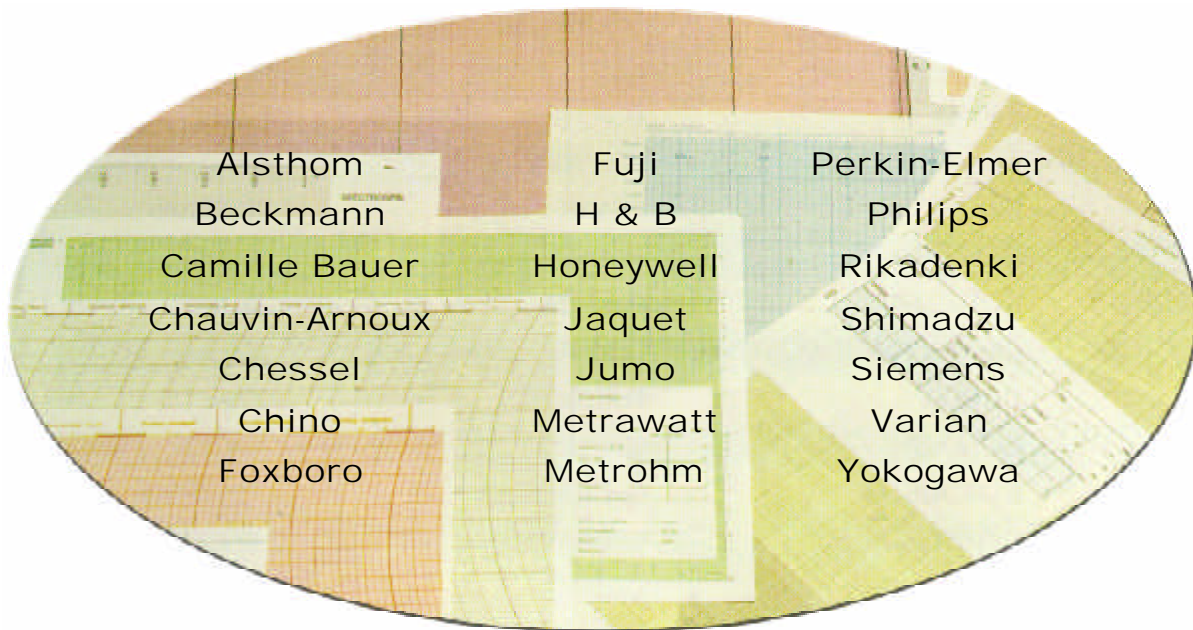 Alsthom Fuji Perkin-Elmer
Beckmann H & B Philips
Camille Bauer Honeywell Rikadenki
Chauvin-Arnoux Jaquet Shimadzu
Chessel Jumo Siemens
Chino Metrawatt Varian
Foxboro Metrohm Yokogawa